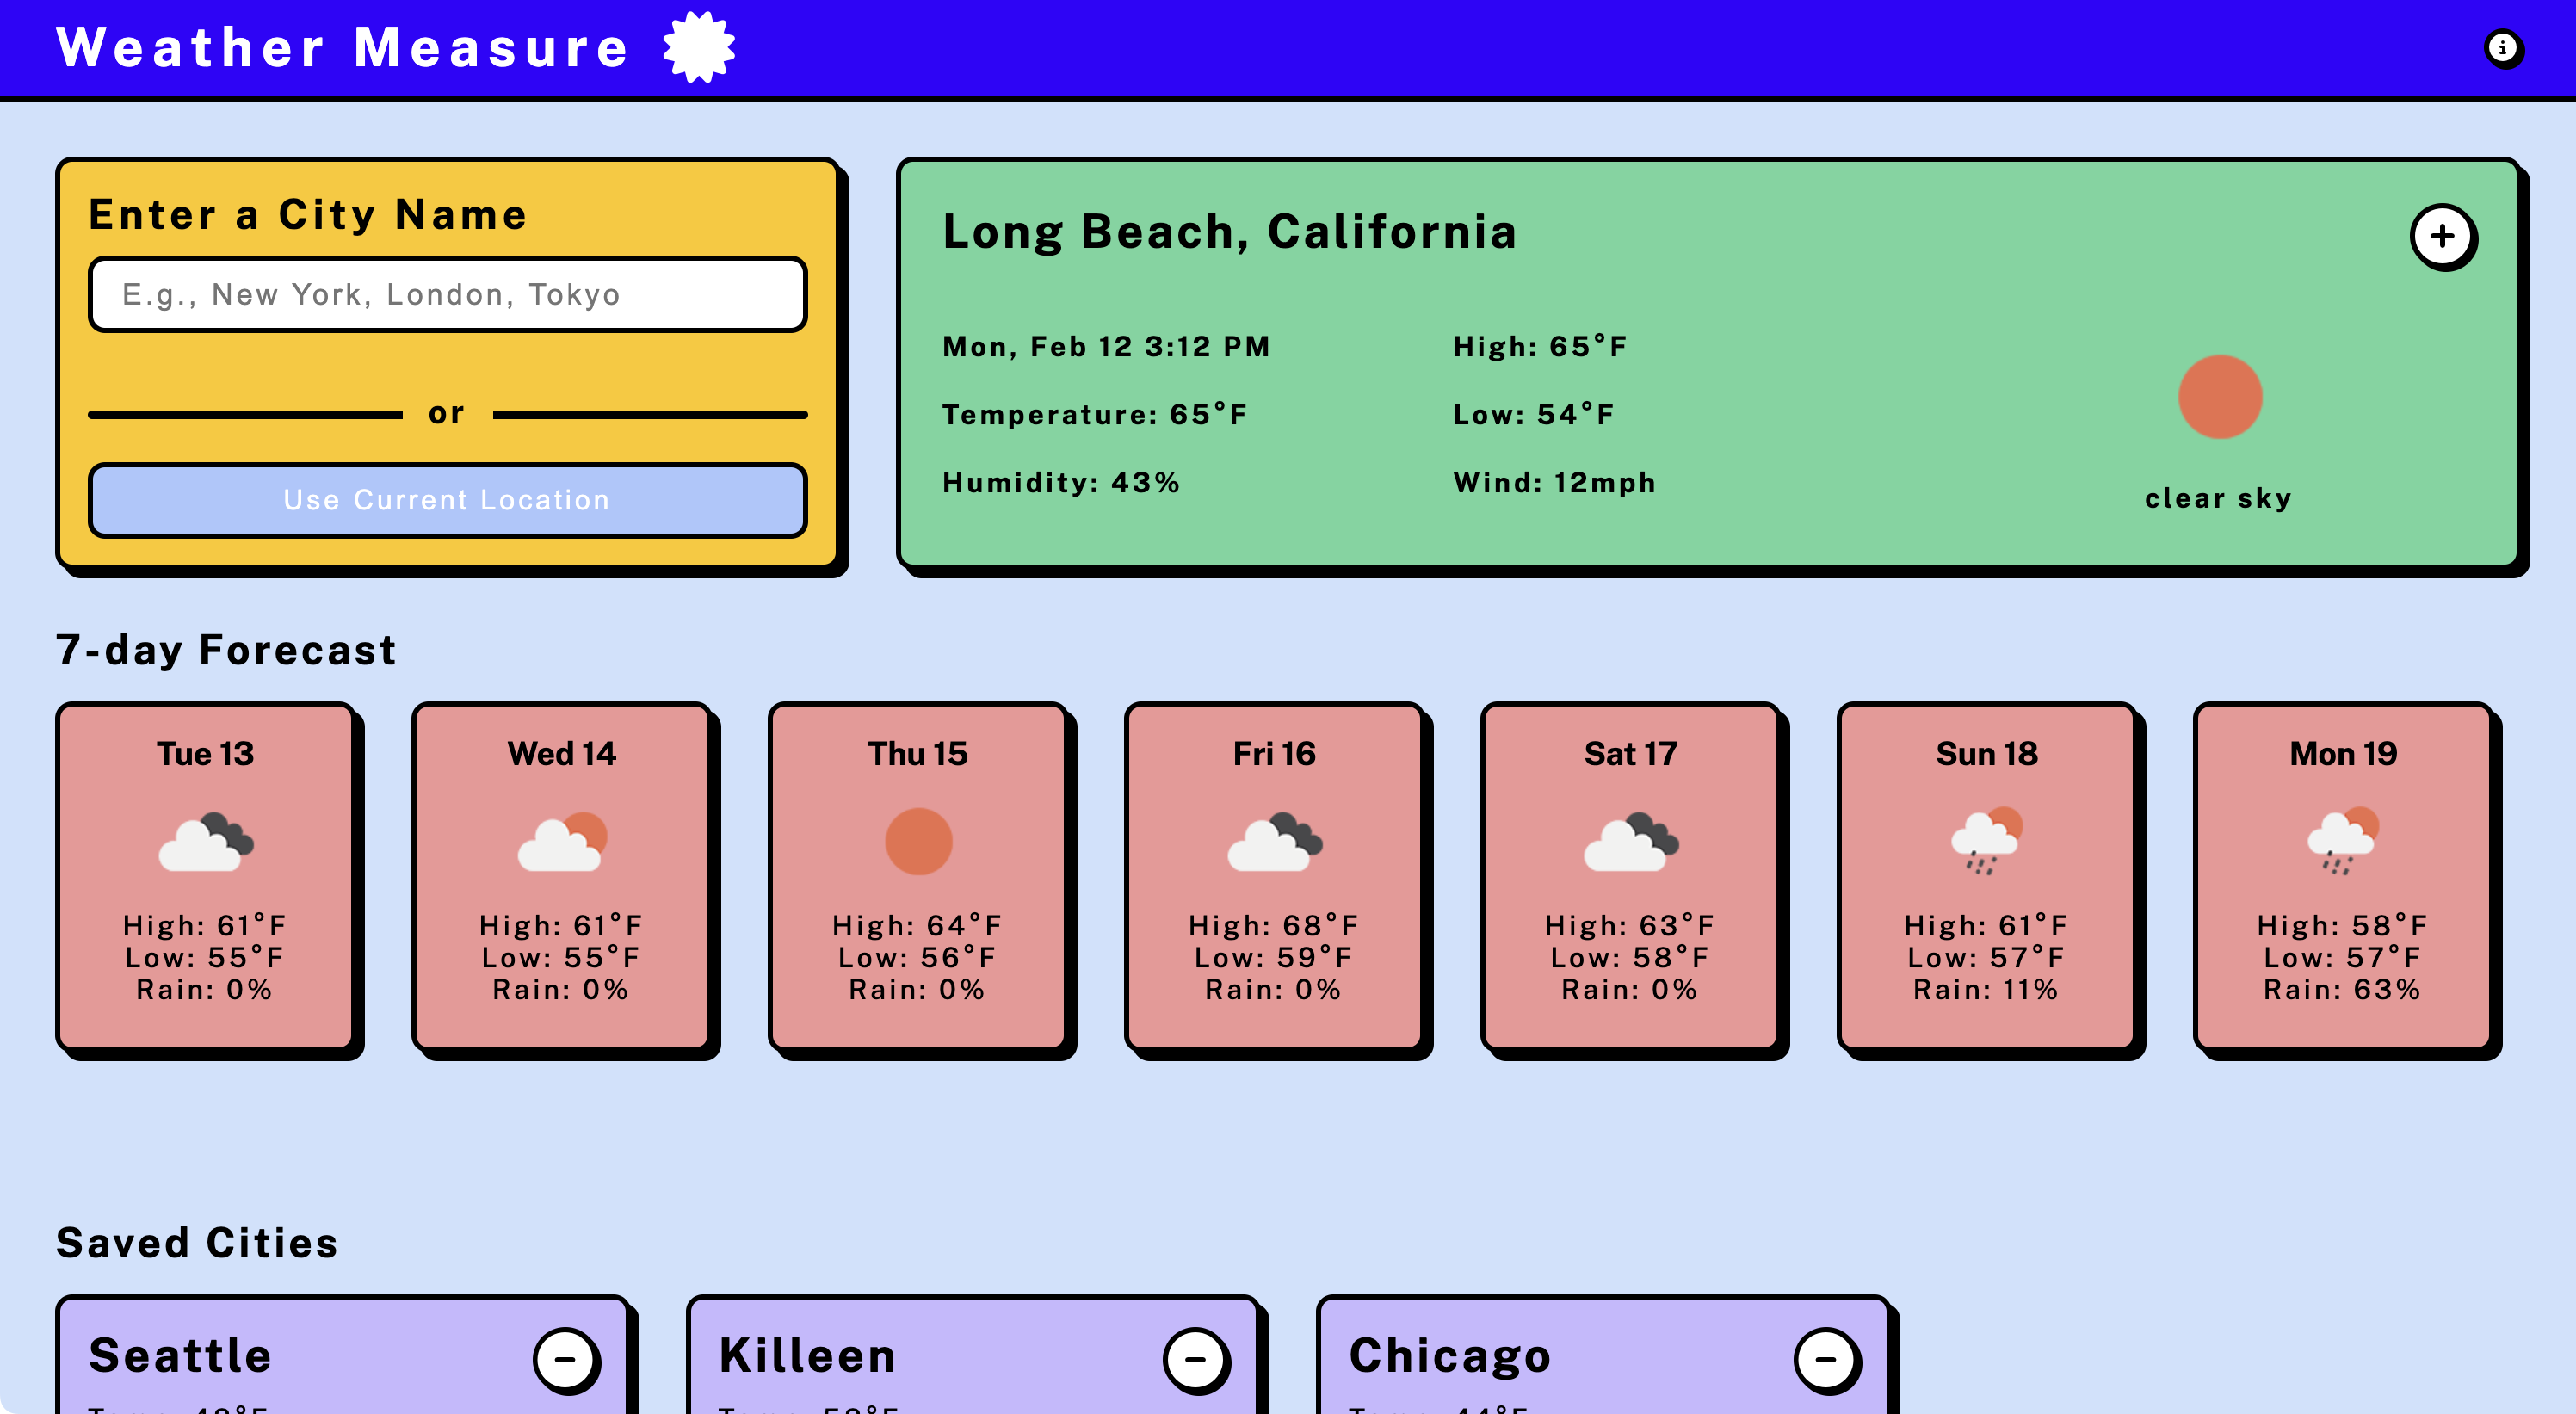 Weather Measure
i
Enter a City Name
E.g., New York, London, Tokyo
or
Use Current Location
Long Beach, California
+
Mon, Feb 12 3:12 PM
Temperature: 65°F
Humidity: 43%
High: 65°F
Low: 54°F
Wind: 12mph
clear sky
7-day Forecast
Tue 13
High: 61°F
Low: 55°F
Rain: 0%
Wed 14
High: 61°F
Low: 55°F
Rain: 0%
Thu 15
High: 64°F
Low: 56°F
Rain: 0%
Fri 16
High: 68°F
Low: 59°F
Rain: 0%
Sat 17
High: 63°F
Low: 58°F
Rain: 0%
Sun 18
High: 61°F
Low: 57°F
Rain: 11%
Mon 19
High: 58°F
Low: 57°F
Rain: 63%
Saved Cities
Seattle
Killeen
Chicago